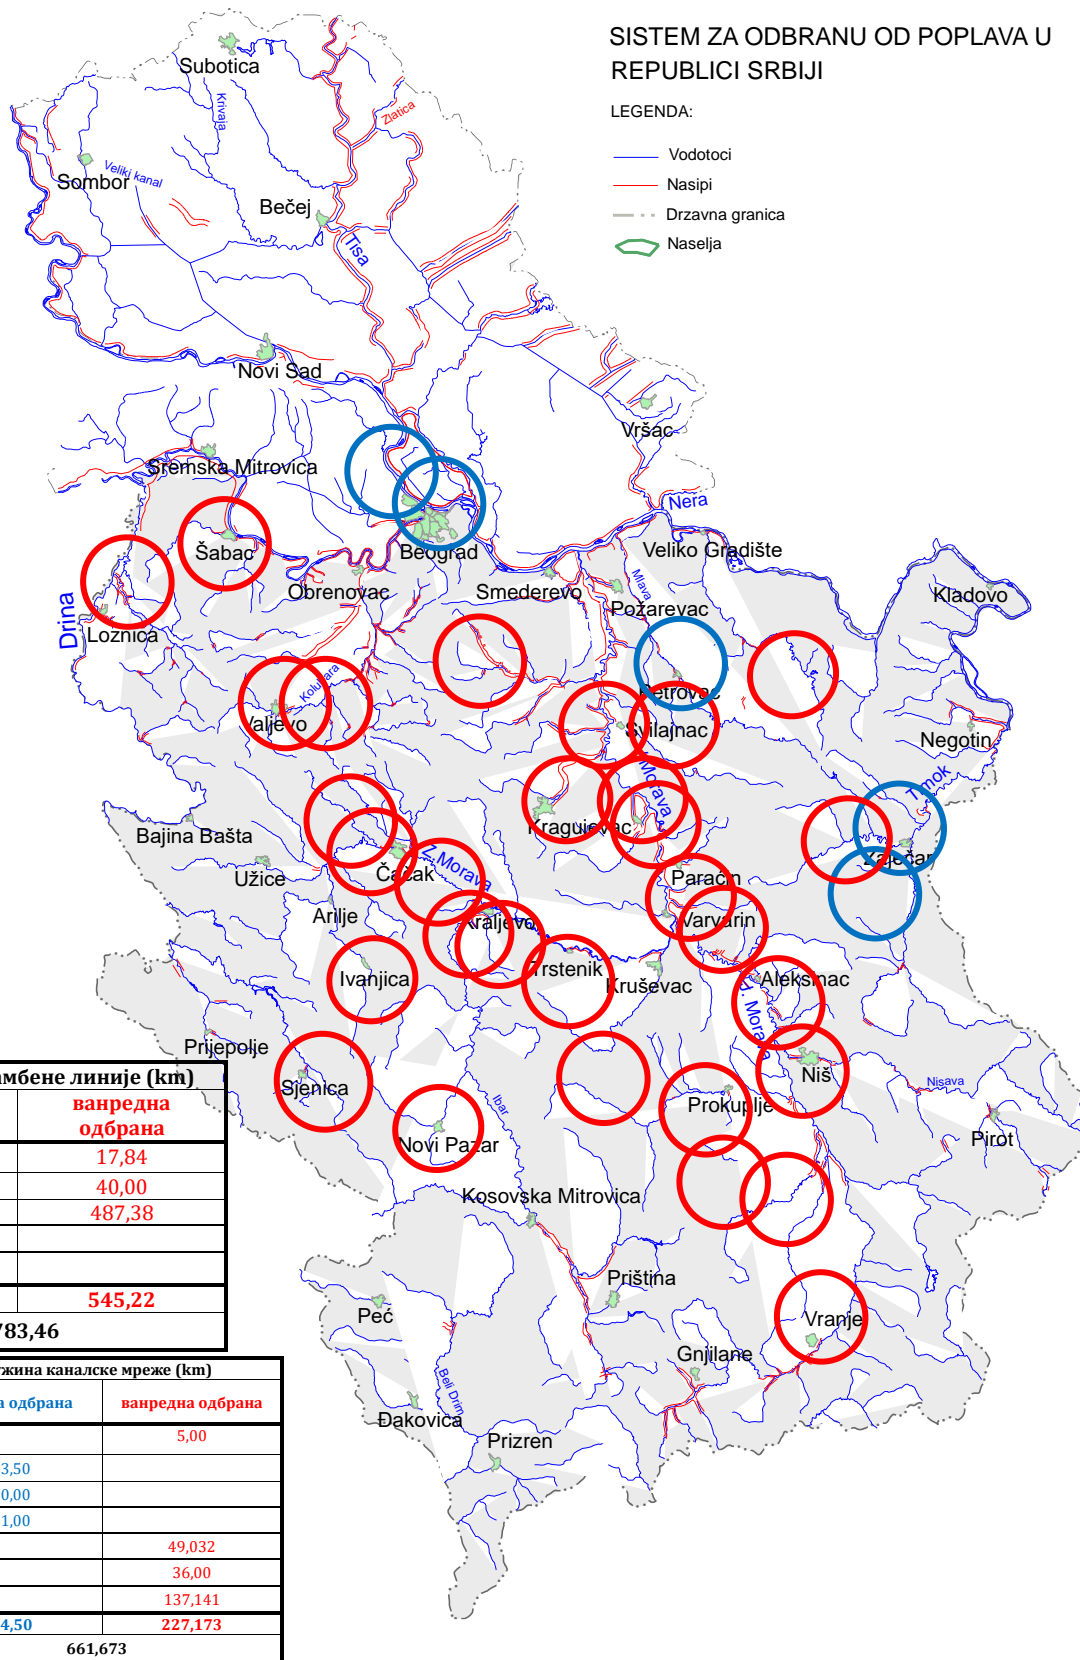 SISTEM ZA ODBRANU OD POPLAVA U
REPUBLICI SRBIJI
LEGENDA:
Vodotoci
Nasipi
Drzavna granica
Naselja
Subotica
Krivaja
Zlatica
Sombor
Veliki kanal
Bečej
Tisa
Novi Sad
Vršac
Sremska Mitrovica
Nera
Šabac
Beograd
Veliko Gradište
Obrenovac
Smederevo
Mlava
Požarevac
Kladovo
Drina
Loznica
Kolubara
Petrovac
Valjevo
Svilajnac
Negotin
Morava
Timok
Bajina Bašta
Kragujevac
Zaječar
Užice
Čačak
Z.Morava
Paraćin
Arilje
Kraljevo
Varvarin
Ivanjica
Trstenik
Kruševac
Aleksinac
J. Morava
Prijepolje
Sjenica
Niš
Nisava
Ibar
Prokuplje
Pirot
Novi Pazar
Kosovska Mitrovica
Priština
Peć
Vranje
Gnjilane
Beli Drim
Đakovica
Prizren
линије (km)
ванредна
одбрана
17,84
40,00
487,38
545,22
783,46
каналске мреже (km)
одбрана ванредна одбрана
5,00
3,50
0,00
1,00
49,032
36,00
137,141
4,50 227,173
661,673